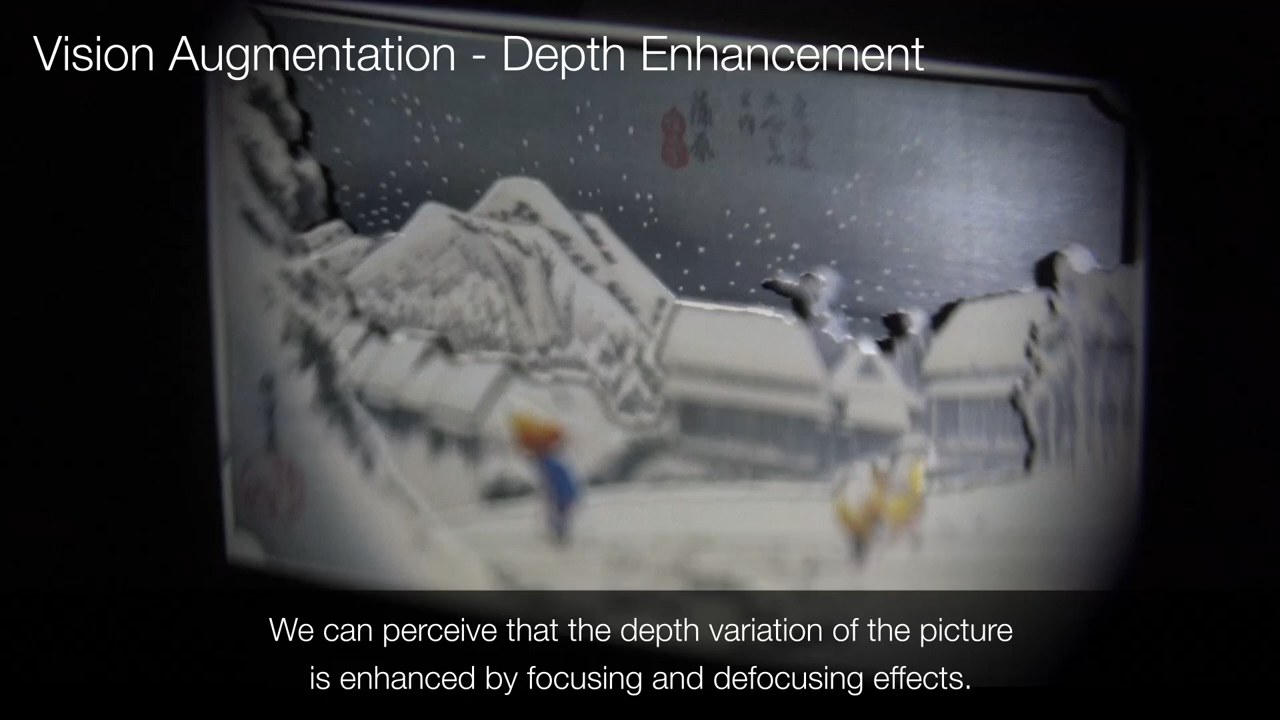 Vision Augmentation - Depth Enhancement
We can perceive that the depth variation of the picture
is enhanced by focusing and defocusing effects.